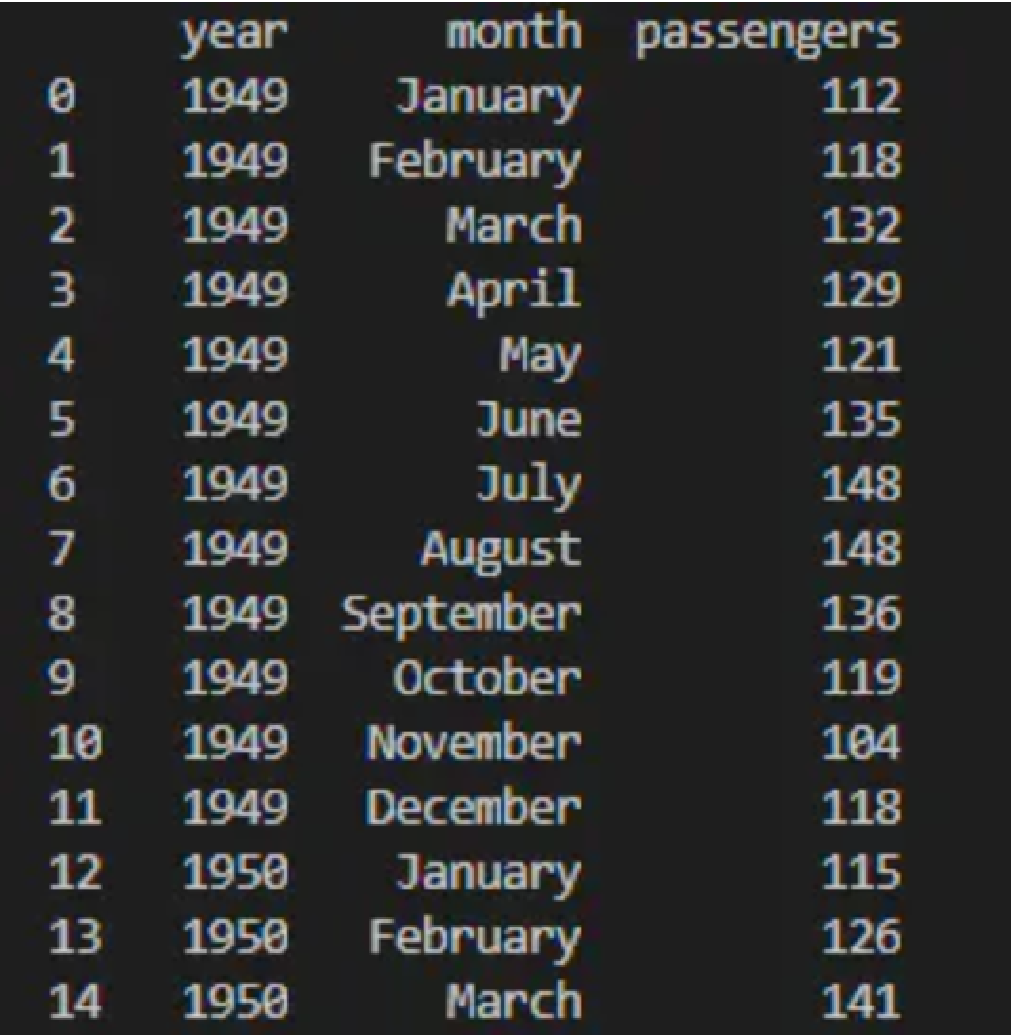 year month passengers
0 1949 January 112
1 1949 February 118
2 1949 March 132
3 1949 April 129
4 1949 May 121
5 1949 June 135
6 1949 July 148
7 1949 August 148
8 1949 September 136
9 1949 October 119
10 1949 November 104
11 1949 December 118
12 1950 January 115
13 1950 February 126
14 1950 March 141